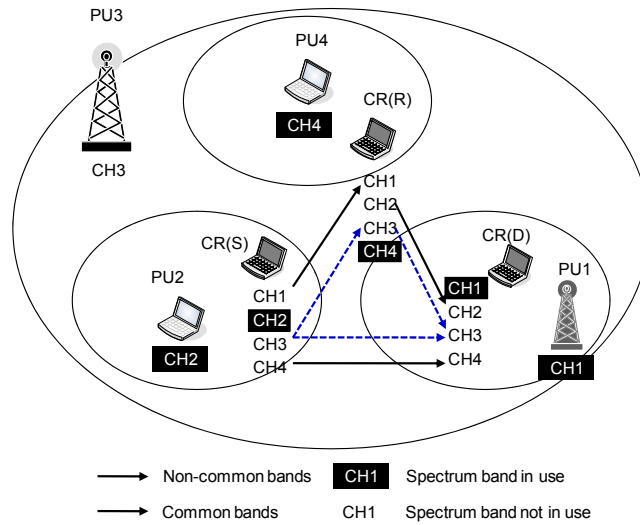 PU3
PU4
CH4
CR(R)
CH3
CH1
CH2
CH3
CH4
CR(S)
CR(D)
PU2
PU1
CH1
CH2
CH3
CH4
CH1
CH2
CH3
CH4
CH2
CH1
Non-common bands
CH1
Spectrum band in use
Common bands
CH1
Spectrum band not in use